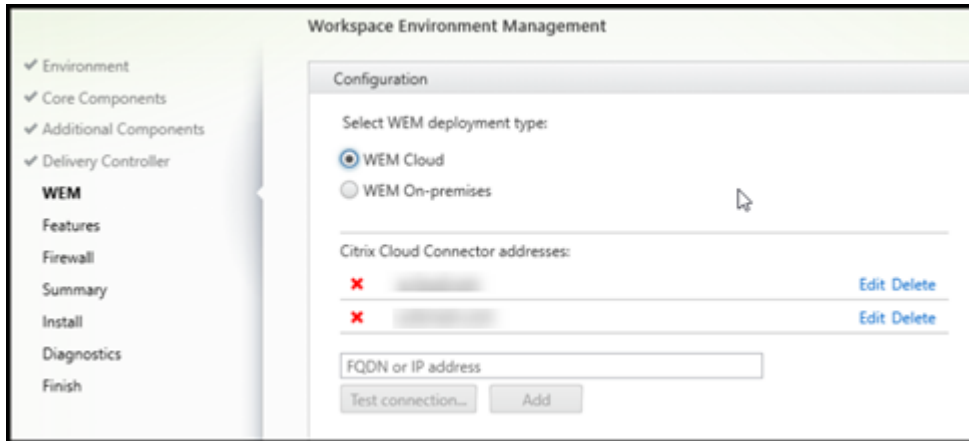 Workspace Environment Management
Environment
Core Components
Additional Components
Delivery Controller
WEM
Features
Firewall
Summary
Install
Diagnostics
Finish
Configuration
Select WEM deployment type:
WEM Cloud
WEM On-premises
Citrix Cloud Connector addresses:
Edit Delete
Edit Delete
FQDN or IP address
Test connection... Add